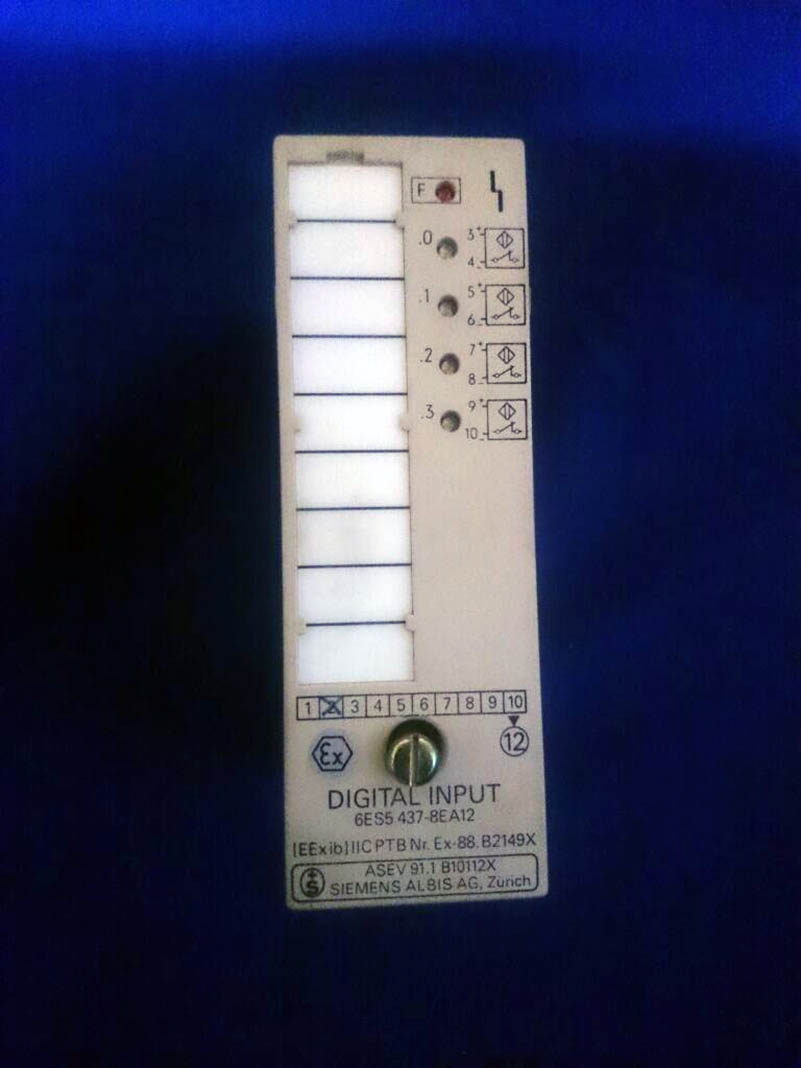 F
.0 3+
4-
.1 5+
6-
.2 7+
8-
.3 9+
10-
1 2 3 4 5 6 7 8 9 10
Ex 12
DIGITAL INPUT
6ES5 437-8EA12
[EEx ib] IIC PTB Nr. Ex-88.B2149X
ASEV 91.1 B10112X
SIEMENS ALBIS AG, Zürich